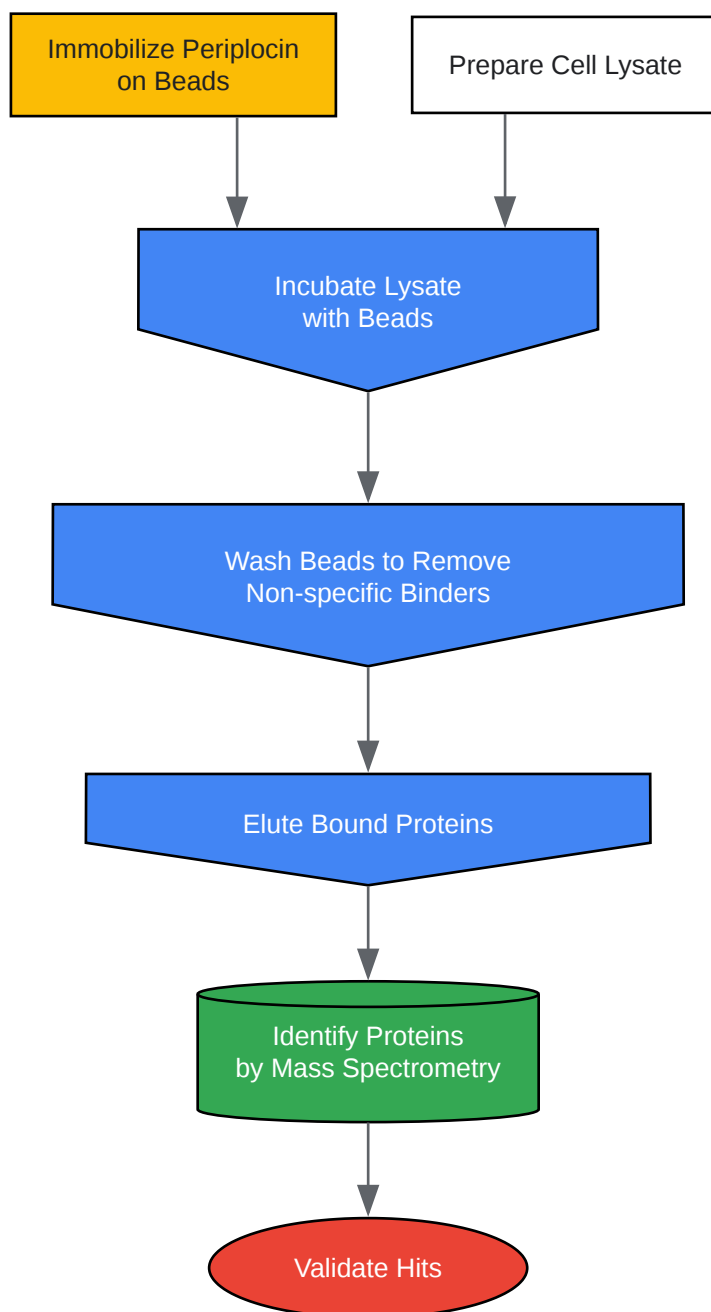 Immobilize Periplocin
on Beads
Prepare Cell Lysate
Incubate Lysate
with Beads
Wash Beads to Remove
Non-specific Binders
Elute Bound Proteins
Identify Proteins
by Mass Spectrometry
Validate Hits